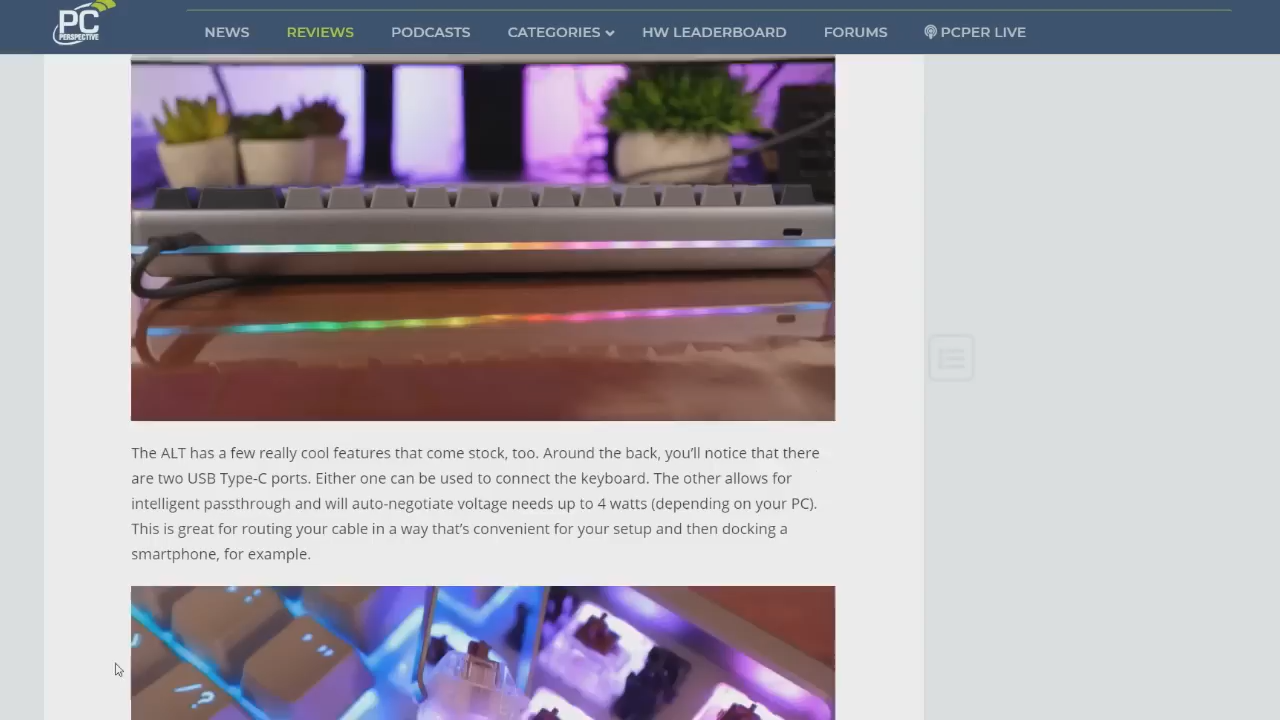 PC
PERSPECTIVE
NEWS
REVIEWS
PODCASTS
CATEGORIES
HW LEADERBOARD
FORUMS
PCPER LIVE
The ALT has a few really cool features that come stock, too. Around the back, you’ll notice that there
are two USB Type-C ports. Either one can be used to connect the keyboard. The other allows for
intelligent passthrough and will auto-negotiate voltage needs up to 4 watts (depending on your PC).
This is great for routing your cable in a way that’s convenient for your setup and then docking a
smartphone, for example.
/?